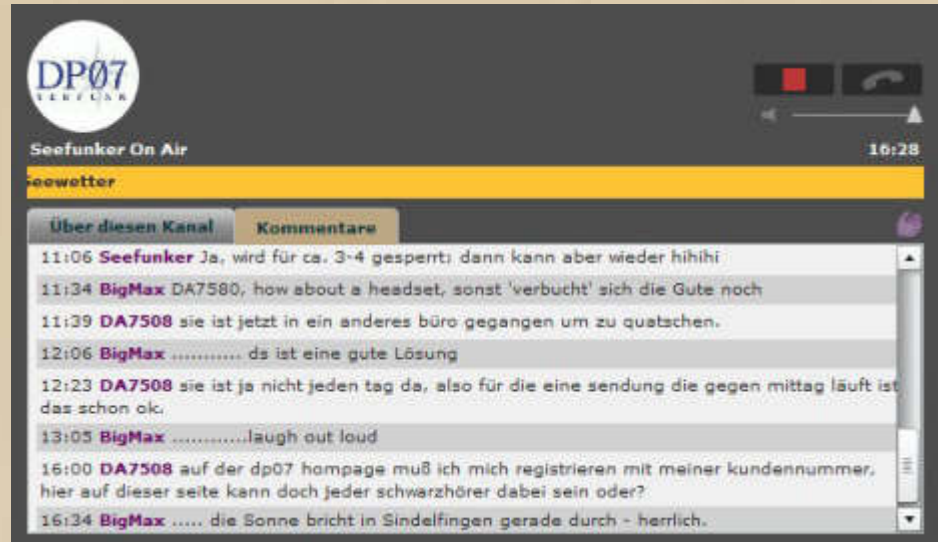 DP07
SEEFUNK
Seefunker On Air
16:28
Seewetter
Über diesen Kanal
Kommentare
11:06 Seefunker Ja, wird für ca. 3-4 gesperrt; dann kann aber wieder hihihi
11:34 BigMax DA7580, how about a headset, sonst 'verbucht' sich die Gute noch
11:39 DA7508 sie ist jetzt in ein anderes büro gegangen um zu quatschen.
12:06 BigMax ........... ds ist eine gute Lösung
12:23 DA7508 sie ist ja nicht jeden tag da, also für die eine sendung die gegen mittag läuft ist
das schon ok.
13:05 BigMax ............laugh out loud
16:00 DA7508 auf der dp07 hompage muß ich mich registrieren mit meiner kundennummer,
hier auf dieser seite kann doch jeder schwarzhörer dabei sein oder?
16:34 BigMax ..... die Sonne bricht in Sindelfingen gerade durch - herrlich.